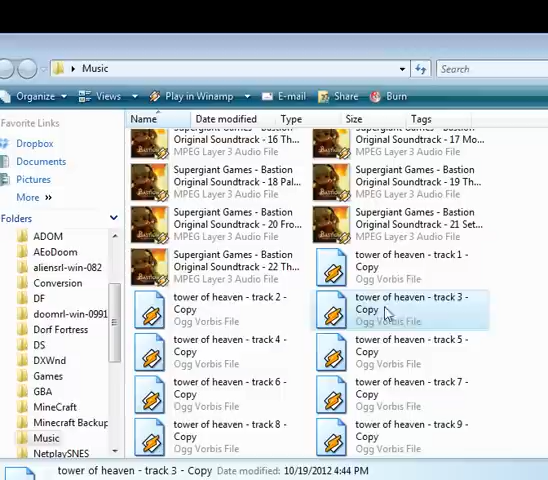 Music
Search
Organize Views Play in Winamp E-mail Share Burn
Favorite Links
Dropbox
Documents
Pictures
More »
Folders
ADOM
AEoDoom
aliensrl-win-082
Conversion
DF
doomrl-win-0991
Dorf Fortress
DS
DXWnd
Games
GBA
MineCraft
Minecraft Backup
Music
NetplaySNES
Name Date modified Type Size Tags
Supergiant Games - Bastion
Original Soundtrack - 16 Th...
MPEG Layer 3 Audio File
Supergiant Games - Bastion
Original Soundtrack - 17 Mo...
MPEG Layer 3 Audio File
Supergiant Games - Bastion
Original Soundtrack - 18 Pal...
MPEG Layer 3 Audio File
Supergiant Games - Bastion
Original Soundtrack - 19 Th...
MPEG Layer 3 Audio File
Supergiant Games - Bastion
Original Soundtrack - 20 Fro...
MPEG Layer 3 Audio File
Supergiant Games - Bastion
Original Soundtrack - 21 Set...
MPEG Layer 3 Audio File
Supergiant Games - Bastion
Original Soundtrack - 22 Th...
MPEG Layer 3 Audio File
tower of heaven - track 1 -
Copy
Ogg Vorbis File
tower of heaven - track 2 -
Copy
Ogg Vorbis File
tower of heaven - track 3 -
Copy
Ogg Vorbis File
tower of heaven - track 4 -
Copy
Ogg Vorbis File
tower of heaven - track 5 -
Copy
Ogg Vorbis File
tower of heaven - track 6 -
Copy
Ogg Vorbis File
tower of heaven - track 7 -
Copy
Ogg Vorbis File
tower of heaven - track 8 -
Copy
Ogg Vorbis File
tower of heaven - track 9 -
Copy
Ogg Vorbis File
tower of heaven - track 3 - Copy Date modified: 10/19/2012 4:44 PM